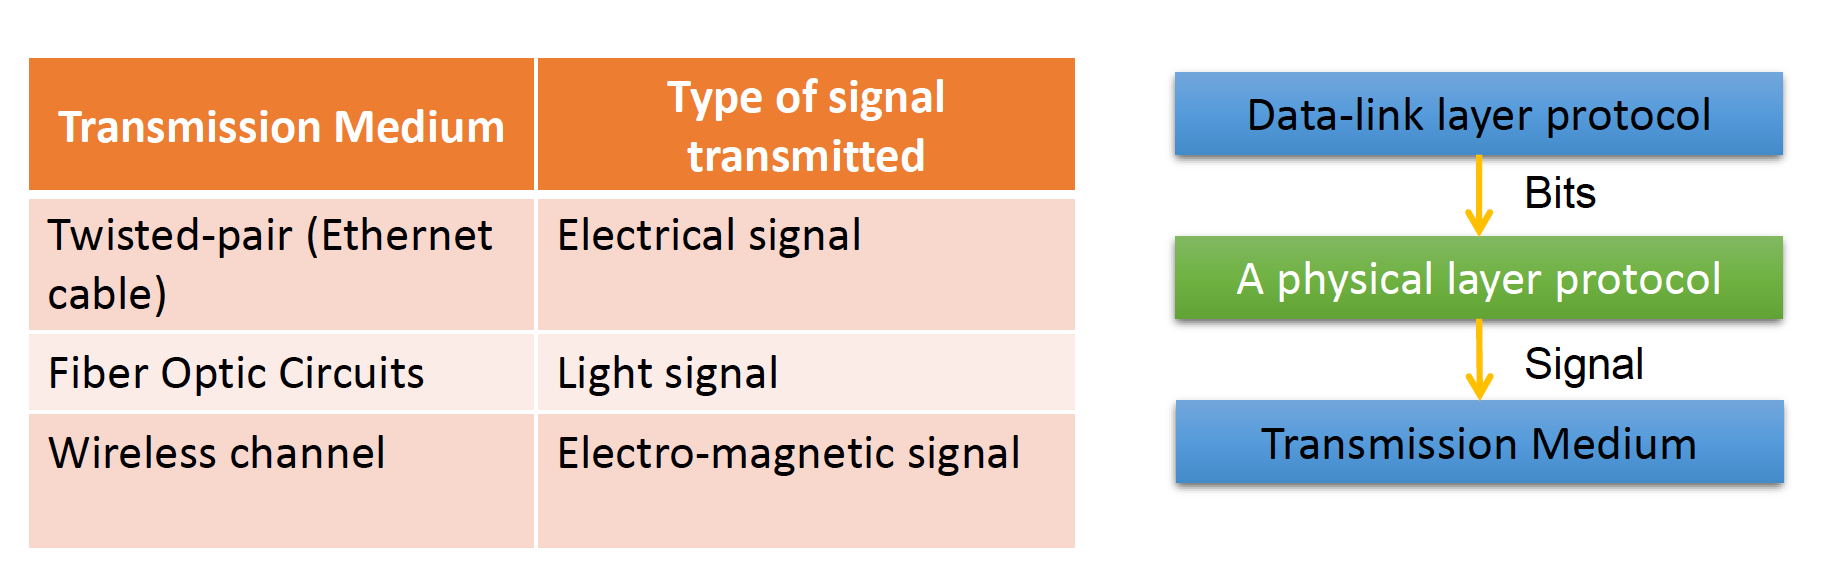 Transmission Medium
Type of signal
transmitted
Twisted-pair (Ethernet
cable)
Electrical signal
Fiber Optic Circuits
Light signal
Wireless channel
Electro-magnetic signal
Data-link layer protocol
Bits
A physical layer protocol
Signal
Transmission Medium